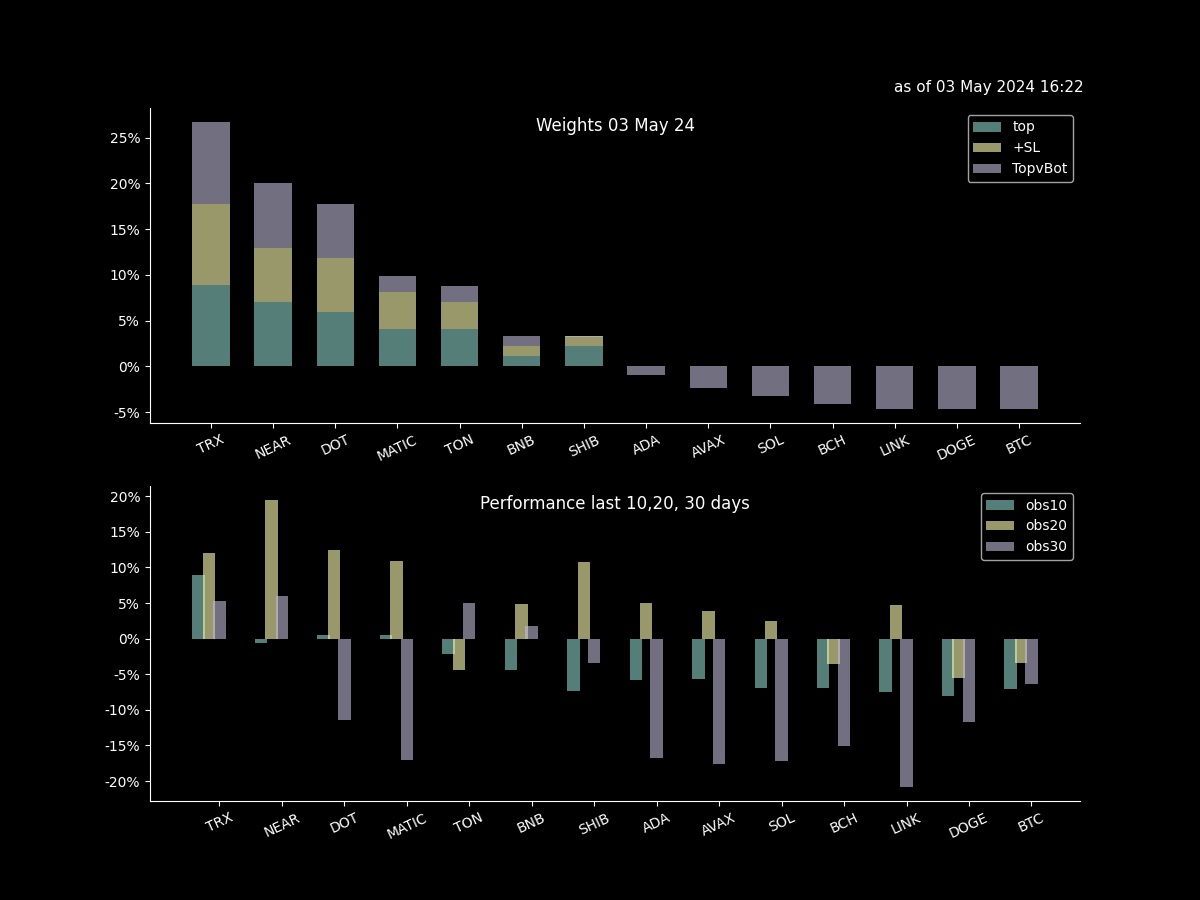 as of 03 May 2024 16:22
Weights 03 May 24
top
+SL
TopvBot
25%
20%
15%
10%
5%
0%
-5%
TRX NEAR DOT MATIC TON BNB SHIB ADA AVAX SOL BCH LINK DOGE BTC
Performance last 10,20, 30 days
obs10
obs20
obs30
20%
15%
10%
5%
0%
-5%
-10%
-15%
-20%
TRX NEAR DOT MATIC TON BNB SHIB ADA AVAX SOL BCH LINK DOGE BTC